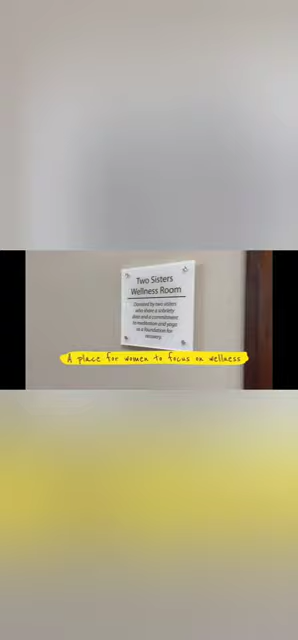 Two Sisters
Wellness Room
Donated by two sisters
who share a sobriety
date and a commitment
to meditation and yoga
as a foundation for
recovery.
A place for women to focus on wellness